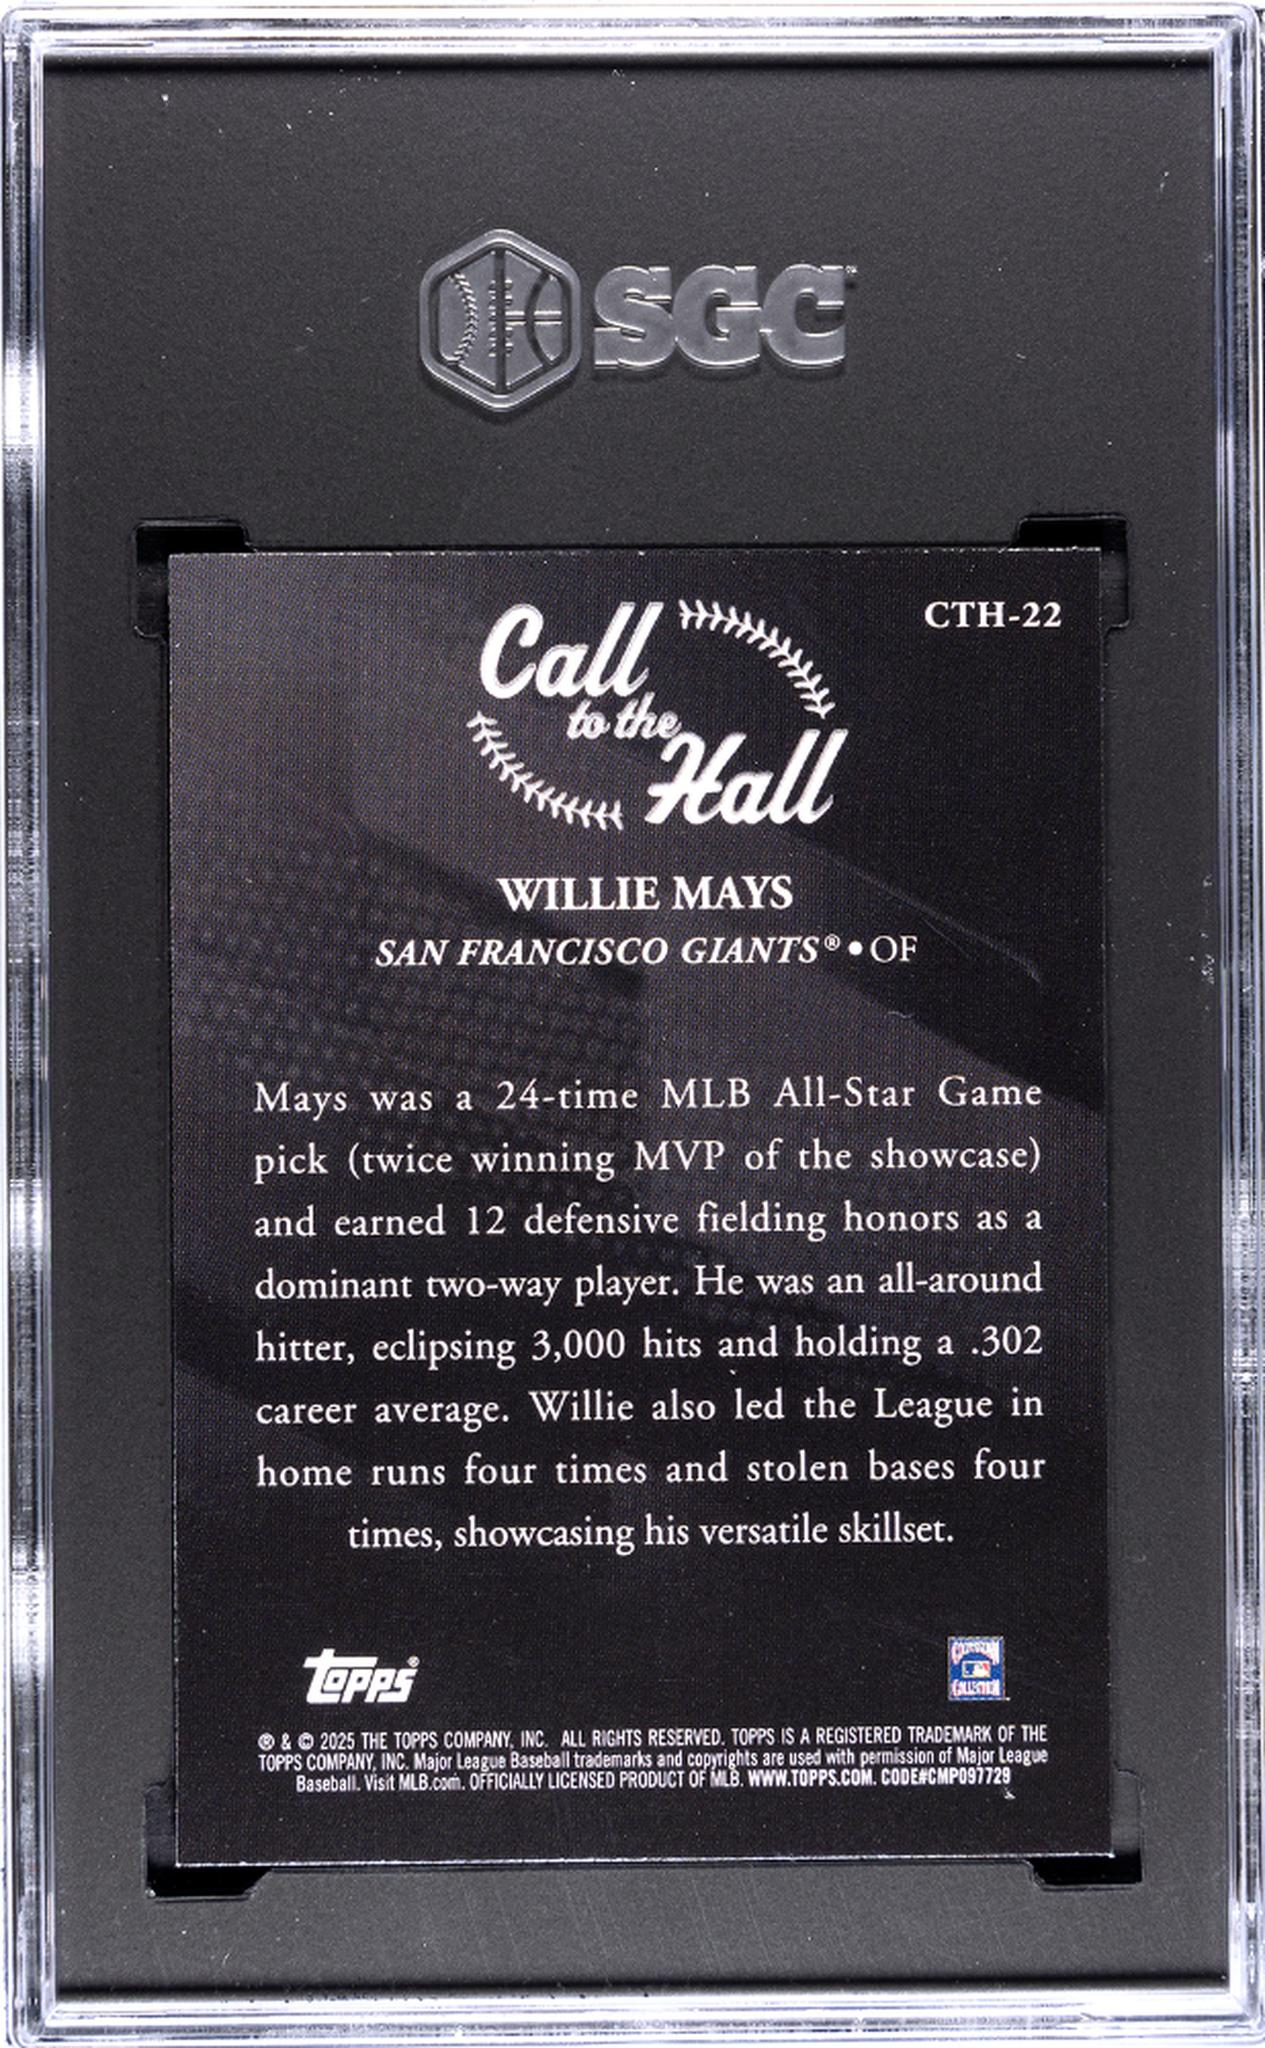 SGC
CTH-22
Call
to the
Hall
WILLIE MAYS
SAN FRANCISCO GIANTS® • OF
Mays was a 24-time MLB All-Star Game
pick (twice winning MVP of the showcase)
and earned 12 defensive fielding honors as a
dominant two-way player. He was an all-around
hitter, eclipsing 3,000 hits and holding a .302
career average. Willie also led the League in
home runs four times and stolen bases four
times, showcasing his versatile skillset.
topps®
COOPERSTOWN
COLLECTION
® & © 2025 THE TOPPS COMPANY, INC. ALL RIGHTS RESERVED. TOPPS IS A REGISTERED TRADEMARK OF THE
TOPPS COMPANY, INC. Major League Baseball trademarks and copyrights are used with permission of Major League
Baseball. Visit MLB.com. OFFICIALLY LICENSED PRODUCT OF MLB. WWW.TOPPS.COM. CODE#CMP097729